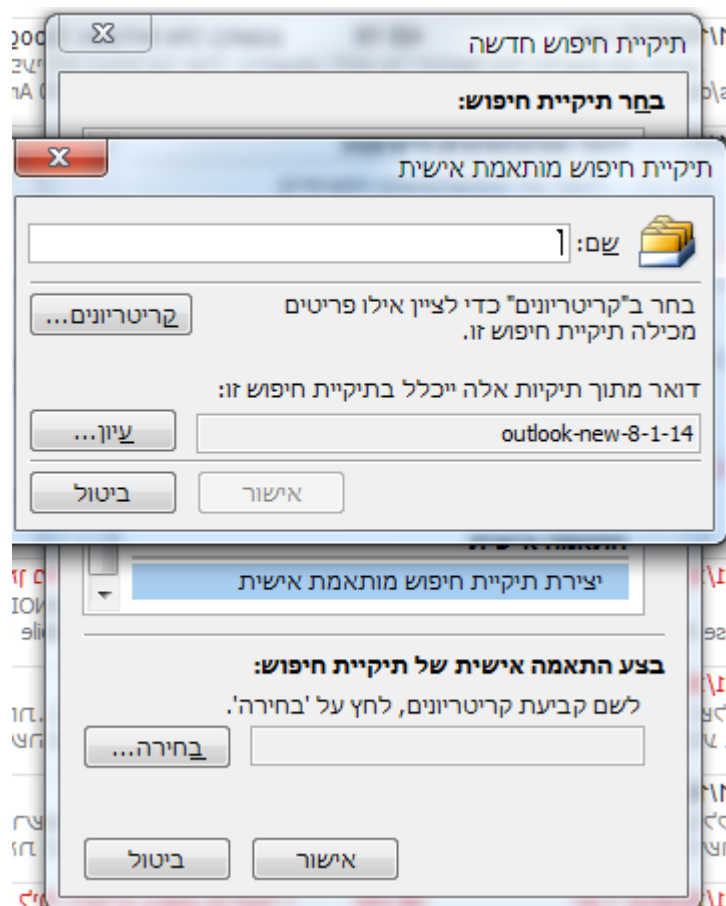 תיקיית חיפוש חדשה
בחר תיקיית חיפוש:
תיקיית חיפוש מותאמת אישית
שם:
בחר ב"קריטריונים" כדי לציין אילו פריטים
מכילה תיקיית חיפוש זו.
קריטריונים...
דואר מתוך תיקיות אלה ייכלל בתיקיית חיפוש זו:
outlook-new-8-1-14
עיון...
אישור
ביטול
יצירת תיקיית חיפוש מותאמת אישית
בצע התאמה אישית של תיקיית חיפוש:
לשם קביעת קריטריונים, לחץ על 'בחירה'.
בחירה...
אישור
ביטול